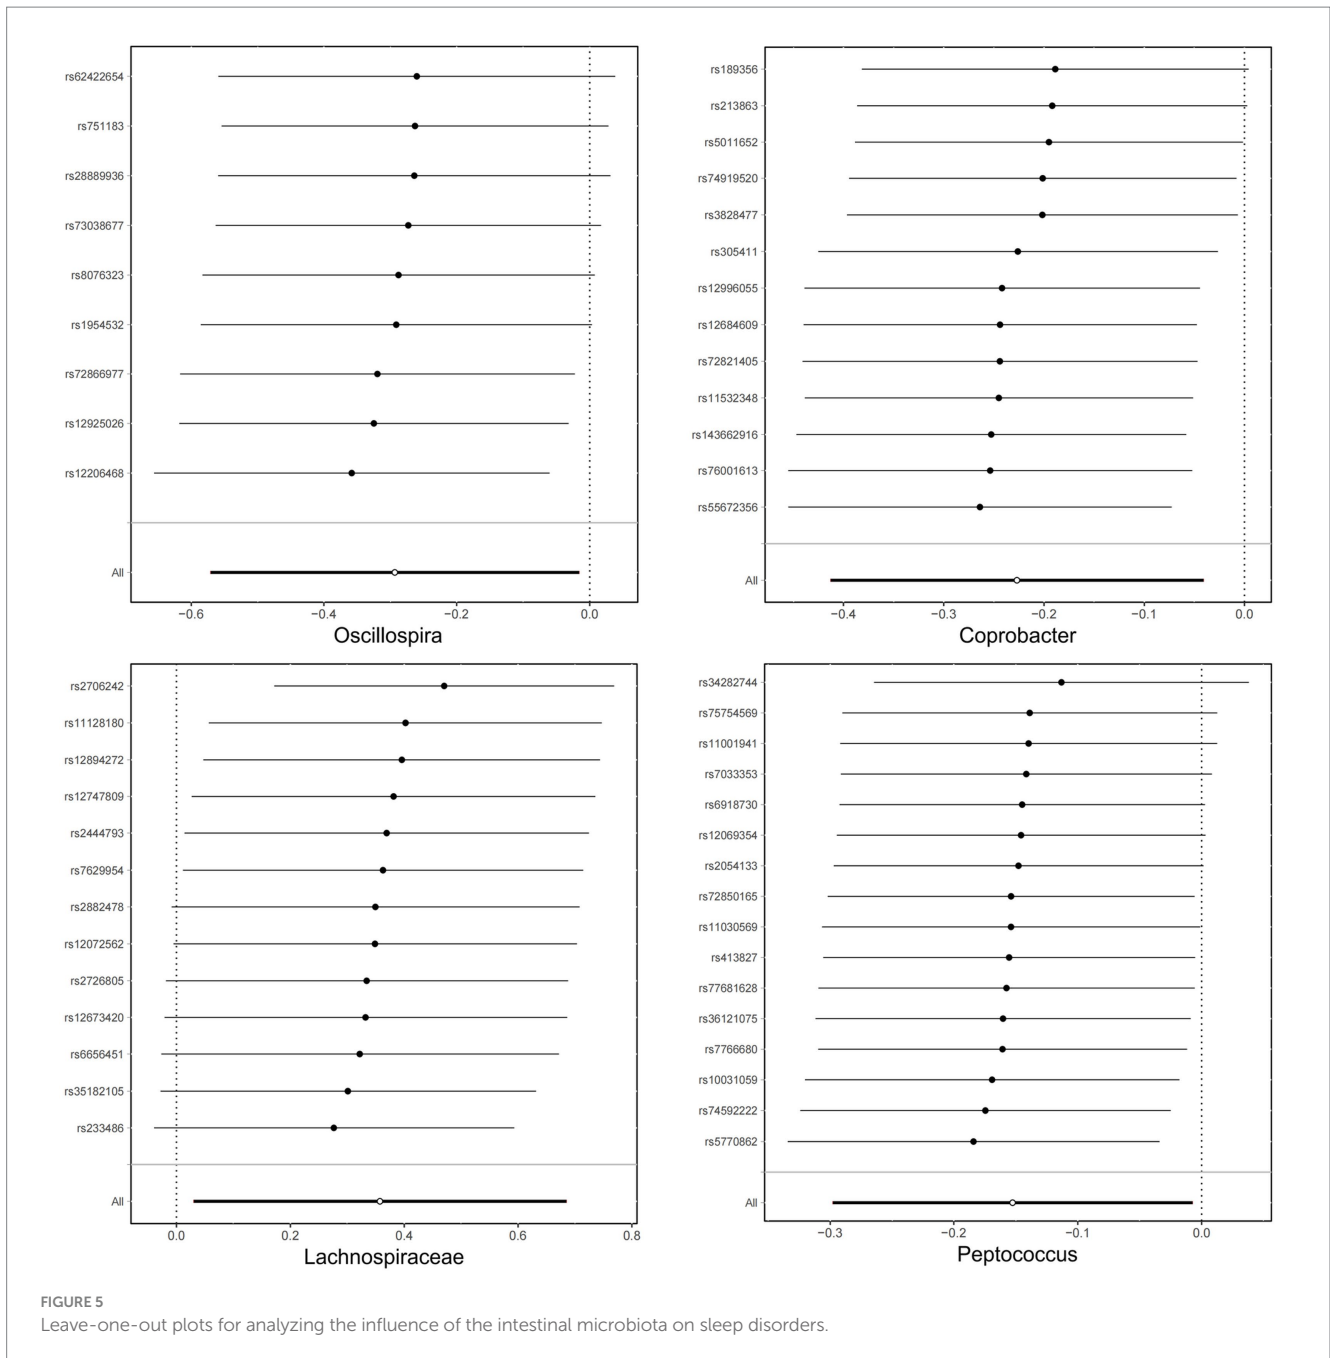 rs62422654
rs751183
rs28889936
rs73038677
rs8076323
rs1954532
rs72866977
rs12925026
rs12206468
All
−0.6 −0.4 −0.2 0.0
Oscillospira
rs189356
rs213863
rs5011652
rs74919520
rs3828477
rs305411
rs12996055
rs12684609
rs72821405
rs11532348
rs143662916
rs76001613
rs55672356
All
−0.4 −0.3 −0.2 −0.1 0.0
Coprobacter
rs2706242
rs11128180
rs12894272
rs12747809
rs2444793
rs7629954
rs2882478
rs12072562
rs2726805
rs12673420
rs6656451
rs35182105
rs233486
All
0.0 0.2 0.4 0.6 0.8
Lachnospiraceae
rs34282744
rs75754569
rs11001941
rs7033353
rs6918730
rs12069354
rs2054133
rs72850165
rs11030569
rs413827
rs77681628
rs36121075
rs7766680
rs10031059
rs74592222
rs5770862
All
−0.3 −0.2 −0.1 0.0
Peptococcus
FIGURE 5
Leave-one-out plots for analyzing the influence of the intestinal microbiota on sleep disorders.